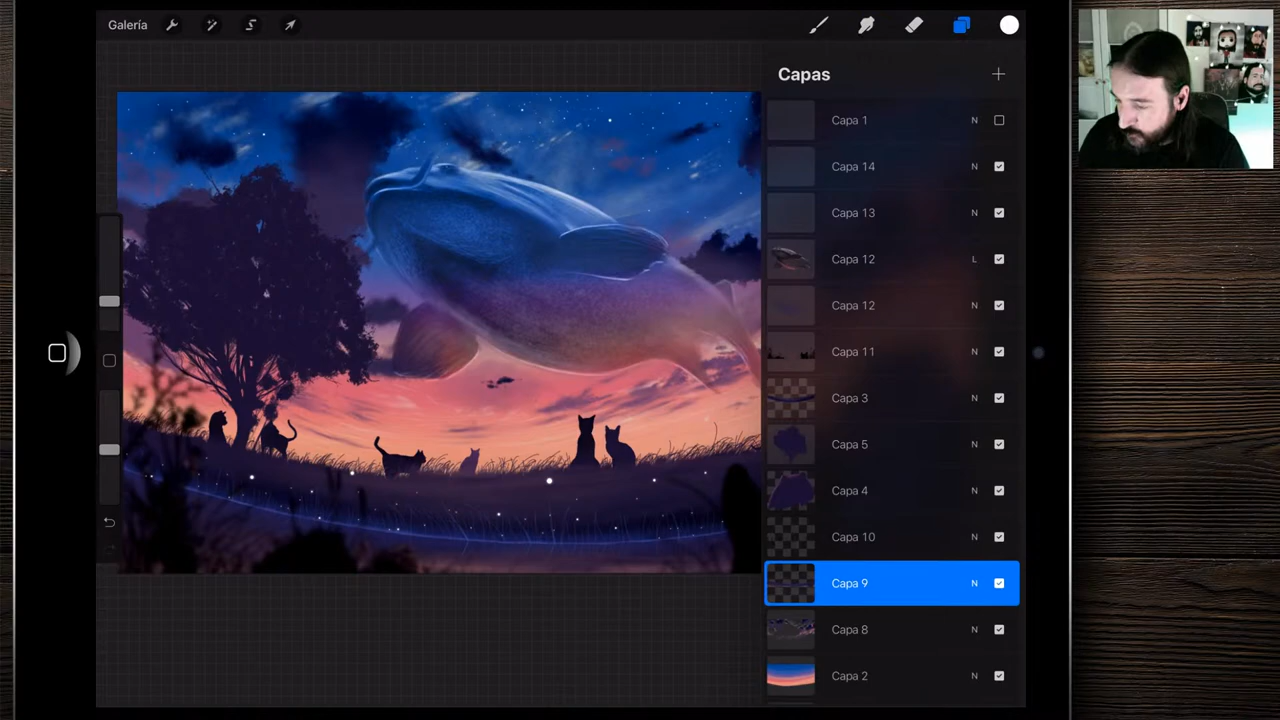 Galería
Capas
Capa 1 N
Capa 14 N
Capa 13 N
Capa 12 L
Capa 12 N
Capa 11 N
Capa 3 N
Capa 5 N
Capa 4 N
Capa 10 N
Capa 9 N
Capa 8 N
Capa 2 N